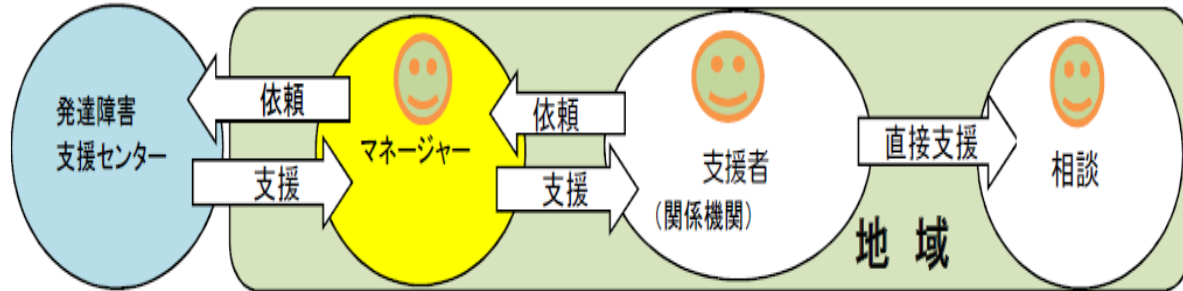 発達障害
支援センター
依頼
支援
マネージャー
依頼
支援
支援者
（関係機関）
直接支援
相談
地 域